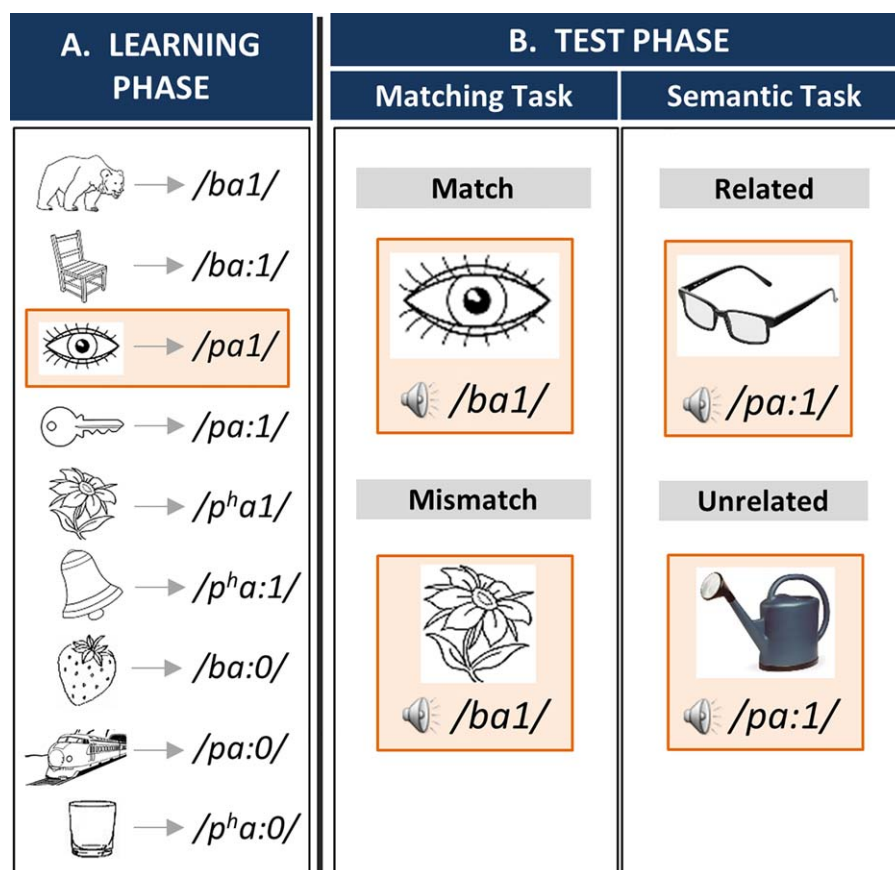 A. LEARNING
PHASE
/ba1/
/ba:1/
/pa1/
/pa:1/
/pʰa1/
/pʰa:1/
/ba:0/
/pa:0/
/pʰa:0/
B. TEST PHASE
Matching Task
Match
/ba1/
Mismatch
/ba1/
Semantic Task
Related
/pa:1/
Unrelated
/pa:1/